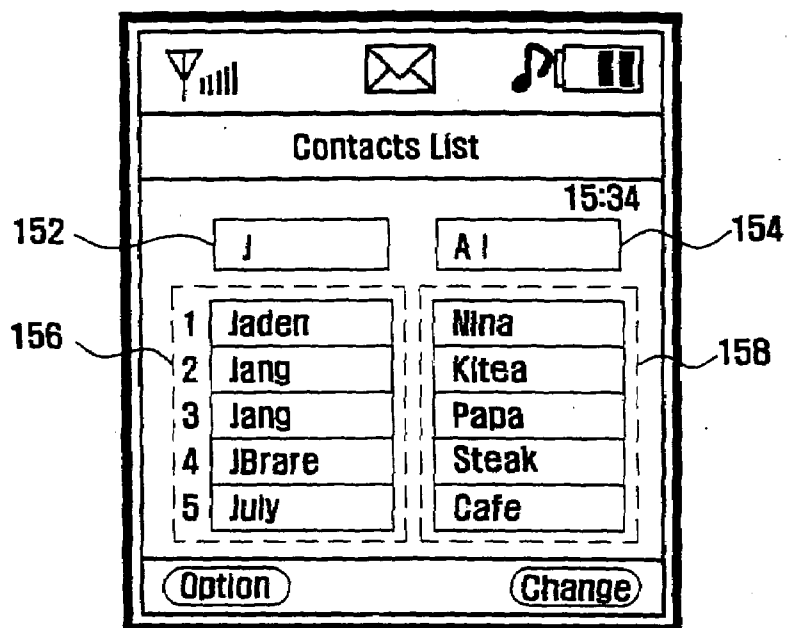 Contacts List
15:34
152 J A | 154
156
1 Jaden Nina
2 Jang Kitea 158
3 Jang Papa
4 JBrare Steak
5 July Cafe
Option Change